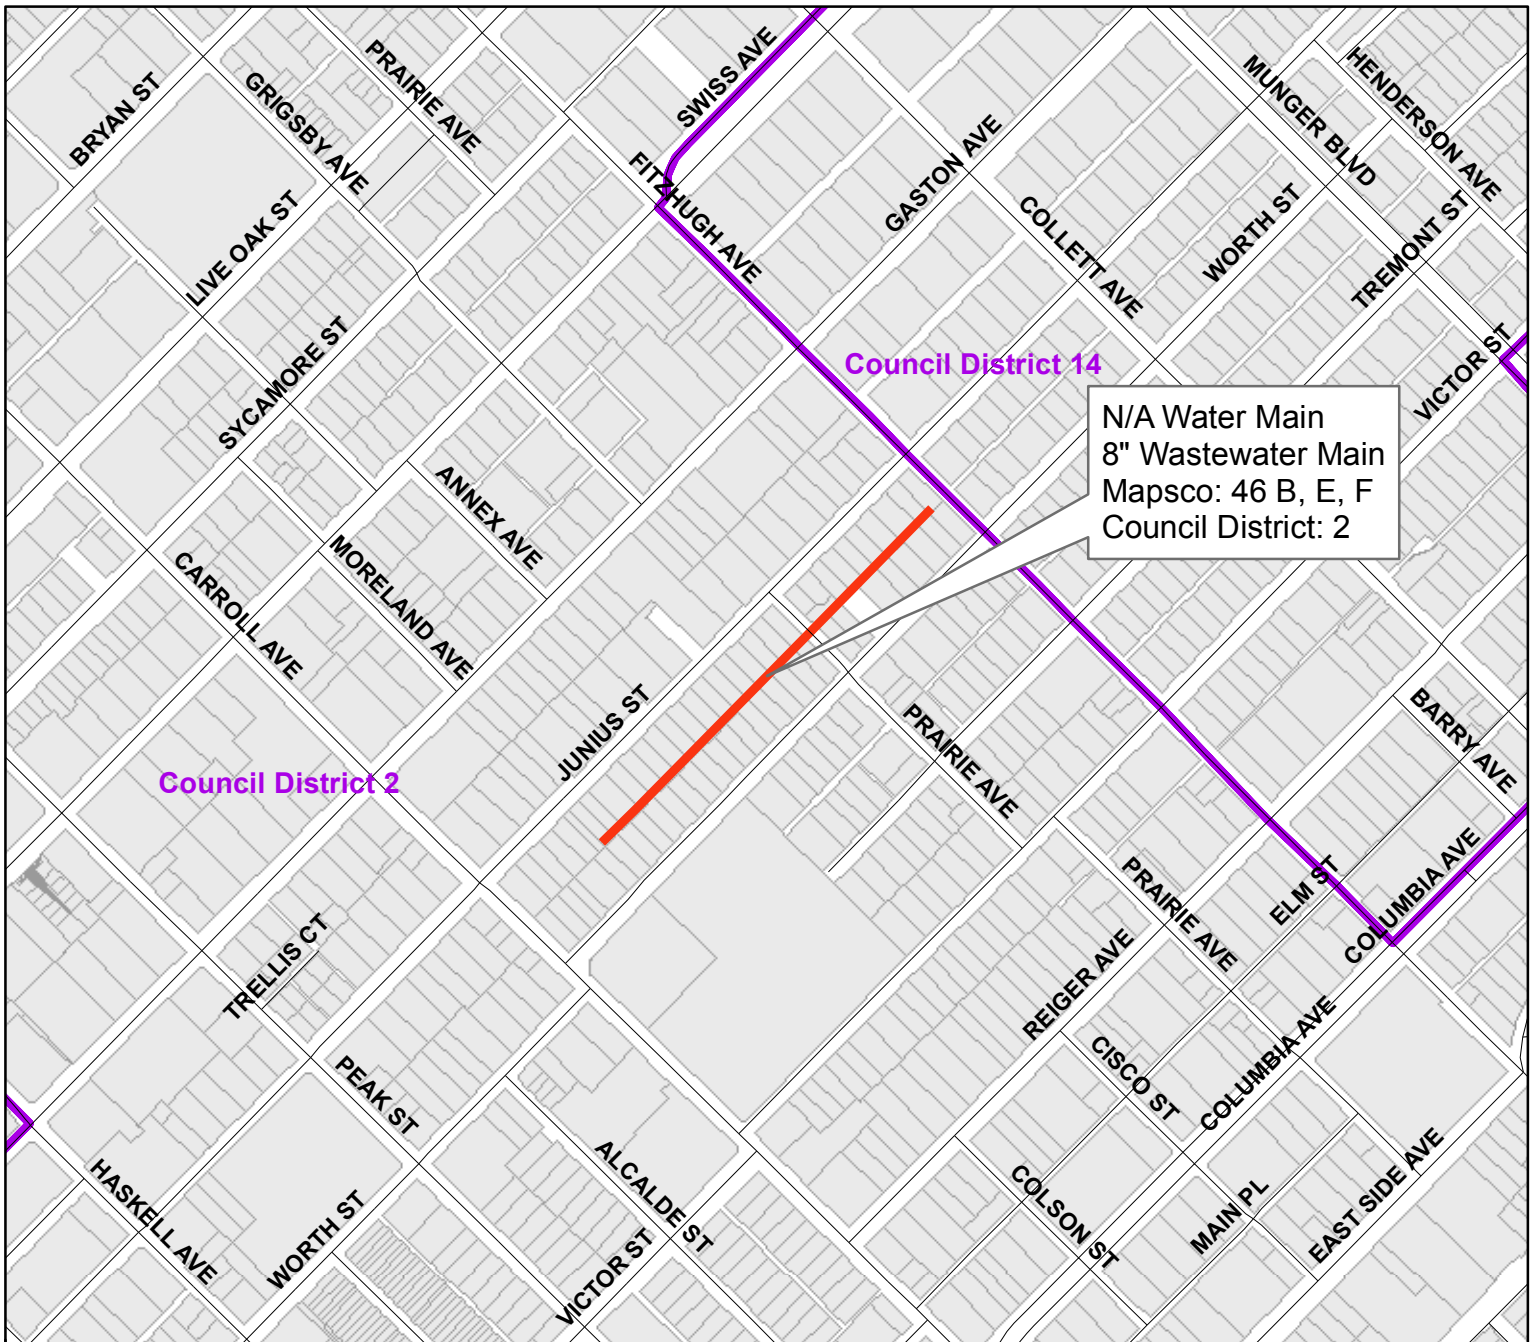 PRAIRIE AVE
SWISS AVE
HENDERSON AVE
MUNGER BLVD
BRYAN ST
GRIGSBY AVE
FITZHUGH AVE
GASTON AVE
COLLETT AVE
WORTH ST
TREMONT ST
LIVE OAK ST
SYCAMORE ST
VICTOR ST
Council District 14
N/A Water Main
8" Wastewater Main
Mapsco: 46 B, E, F
Council District: 2
ANNEX AVE
MORELAND AVE
CARROLL AVE
JUNIUS ST
PRAIRIE AVE
BARRY AVE
Council District 2
PRAIRIE AVE
ELM ST
COLUMBIA AVE
TRELLIS CT
REIGER AVE
PEAK ST
CISCO ST
COLUMBIA AVE
HASKELL AVE
WORTH ST
ALCALDE ST
VICTOR ST
COLSON ST
MAIN PL
EAST SIDE AVE